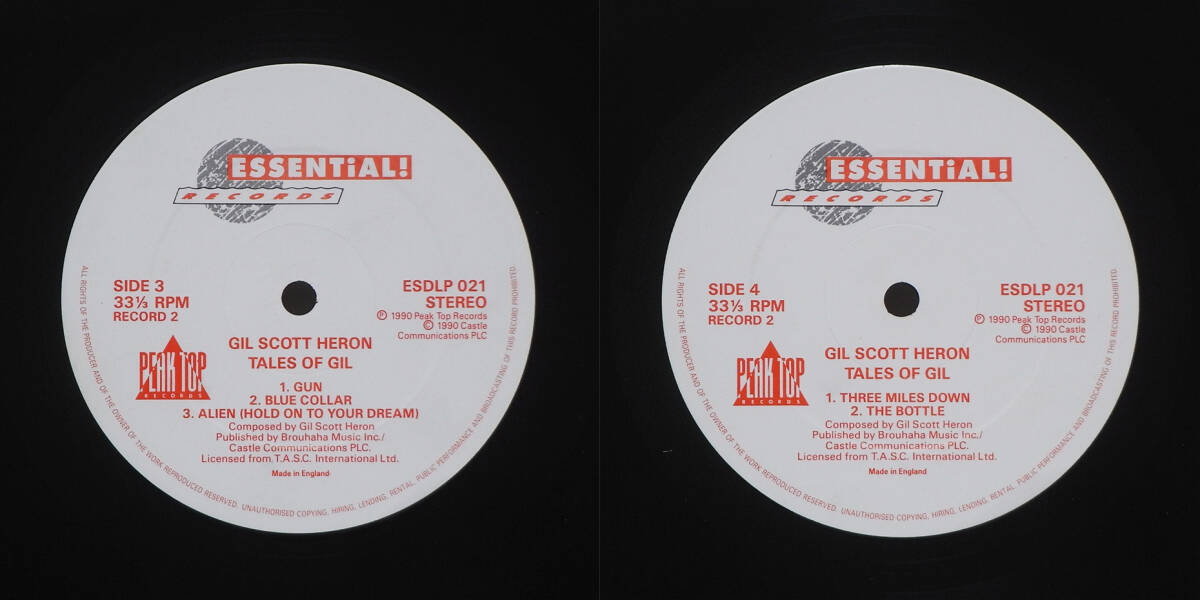 ESSENTiAL!
RECORDS
SIDE 3
33⅓ RPM
RECORD 2
ESDLP 021
STEREO
℗ 1990 Peak Top Records
© 1990 Castle
Communications PLC
PEAK TOP
RECORDS
GIL SCOTT HERON
TALES OF GIL
1. GUN
2. BLUE COLLAR
3. ALIEN (HOLD ON TO YOUR DREAM)
Composed by Gil Scott Heron
Published by Brouhaha Music Inc./
Castle Communications PLC.
Licensed from T.A.S.C. International Ltd.
Made in England
ALL RIGHTS OF THE PRODUCER AND OF THE OWNER OF THE WORK REPRODUCED RESERVED. UNAUTHORISED COPYING, HIRING, LENDING, RENTAL, PUBLIC PERFORMANCE AND BROADCASTING OF THIS RECORD PROHIBITED.
ESSENTiAL!
RECORDS
SIDE 4
33⅓ RPM
RECORD 2
ESDLP 021
STEREO
℗ 1990 Peak Top Records
© 1990 Castle
Communications PLC
PEAK TOP
RECORDS
GIL SCOTT HERON
TALES OF GIL
1. THREE MILES DOWN
2. THE BOTTLE
Composed by Gil Scott Heron
Published by Brouhaha Music Inc./
Castle Communications PLC.
Licensed from T.A.S.C. International Ltd.
Made in England
ALL RIGHTS OF THE PRODUCER AND OF THE OWNER OF THE WORK REPRODUCED RESERVED. UNAUTHORISED COPYING, HIRING, LENDING, RENTAL, PUBLIC PERFORMANCE AND BROADCASTING OF THIS RECORD PROHIBITED.